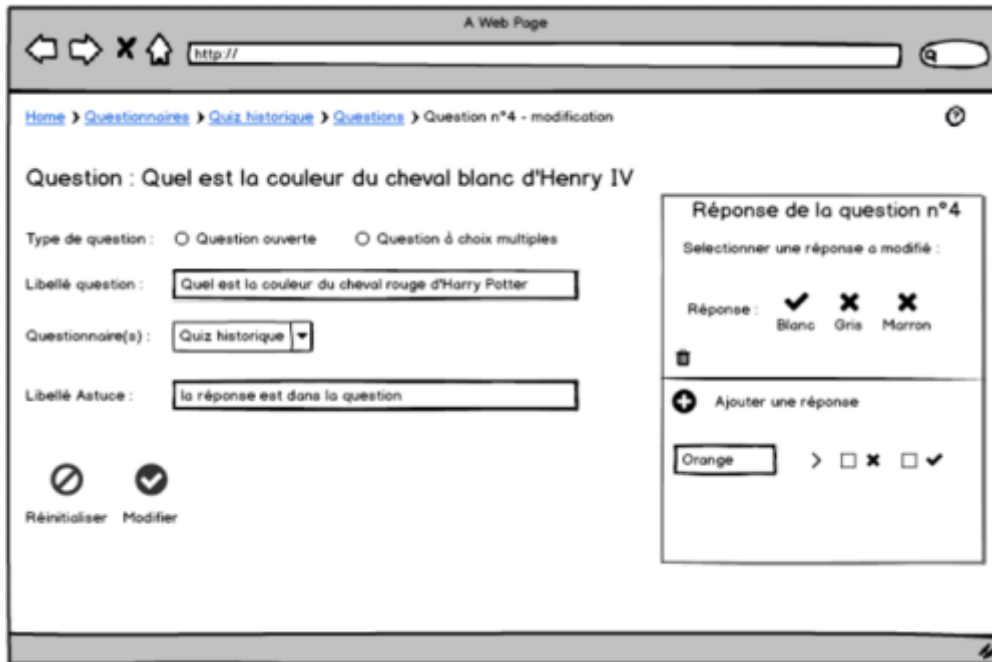 A Web Page
http://
Home > Questionnaires > Quiz historique > Questions > Question n°4 - modification
Question : Quel est la couleur du cheval blanc d'Henry IV
Type de question : Question ouverte Question à choix multiples
Libellé question : Quel est la couleur du cheval rouge d'Harry Potter
Questionnaire(s) : Quiz historique
Libellé Astuce : la réponse est dans la question
Réinitialiser Modifier
Réponse de la question n°4
Selectionner une réponse a modifié :
Réponse :
Blanc Gris Marron
Ajouter une réponse
Orange >